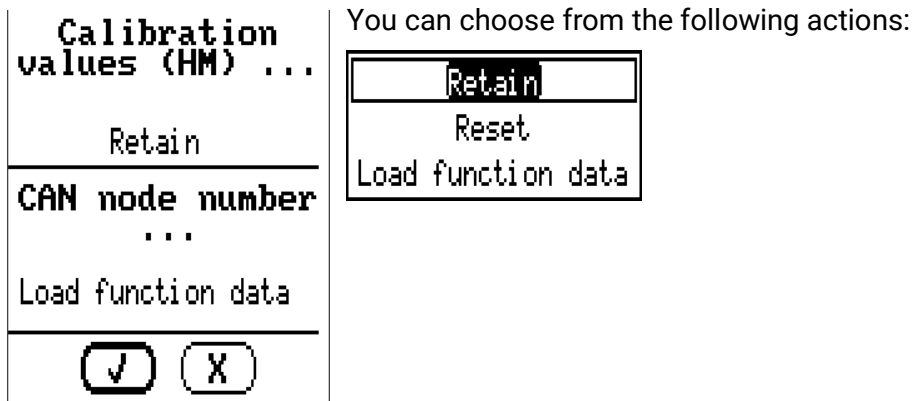 Calibration
values (HM) ...
Retain
CAN node number
...
Load function data
√ X
You can choose from the following actions:
Retain
Reset
Load function data